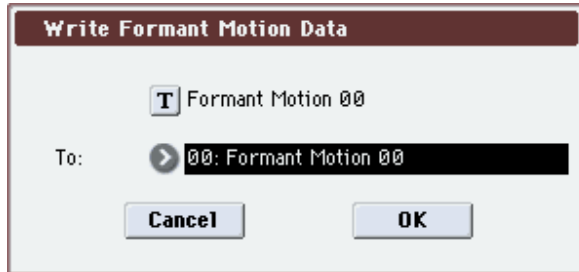 Write Formant Motion Data
T Formant Motion 00
To: 00: Formant Motion 00
Cancel OK